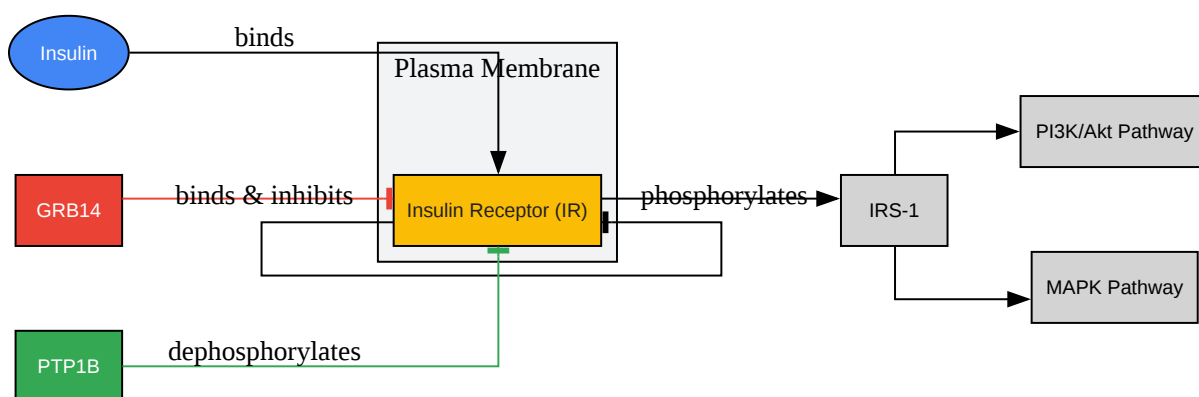 Insulin
binds
Plasma Membrane
PI3K/Akt Pathway
GRB14
binds & inhibits
Insulin Receptor (IR)
phosphorylates
IRS-1
MAPK Pathway
PTP1B
dephosphorylates